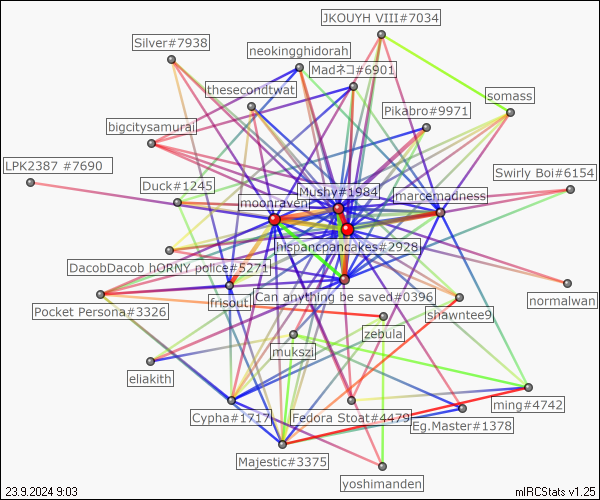 JKOUYH VIII#7034
Silver#7938
neokingghidorah
Madネコ#6901
thesecondtwat
somass
Pikabro#9971
bigcitysamurai
LPK2387 #7690
Swirly Boi#6154
Duck#1245
Mushy#1984
marcemadness
moonraven
hispancpancakes#2928
DacobDacob hORNY police#5271
Can anything be saved#0396
normalwan
frisout
Pocket Persona#3326
shawntee9
zebula
mukszi
eliakith
ming#4742
Cypha#1717
Fedora Stoat#4479
Eg.Master#1378
Majestic#3375
yoshimanden
23.9.2024 9:03
mIRCStats v1.25